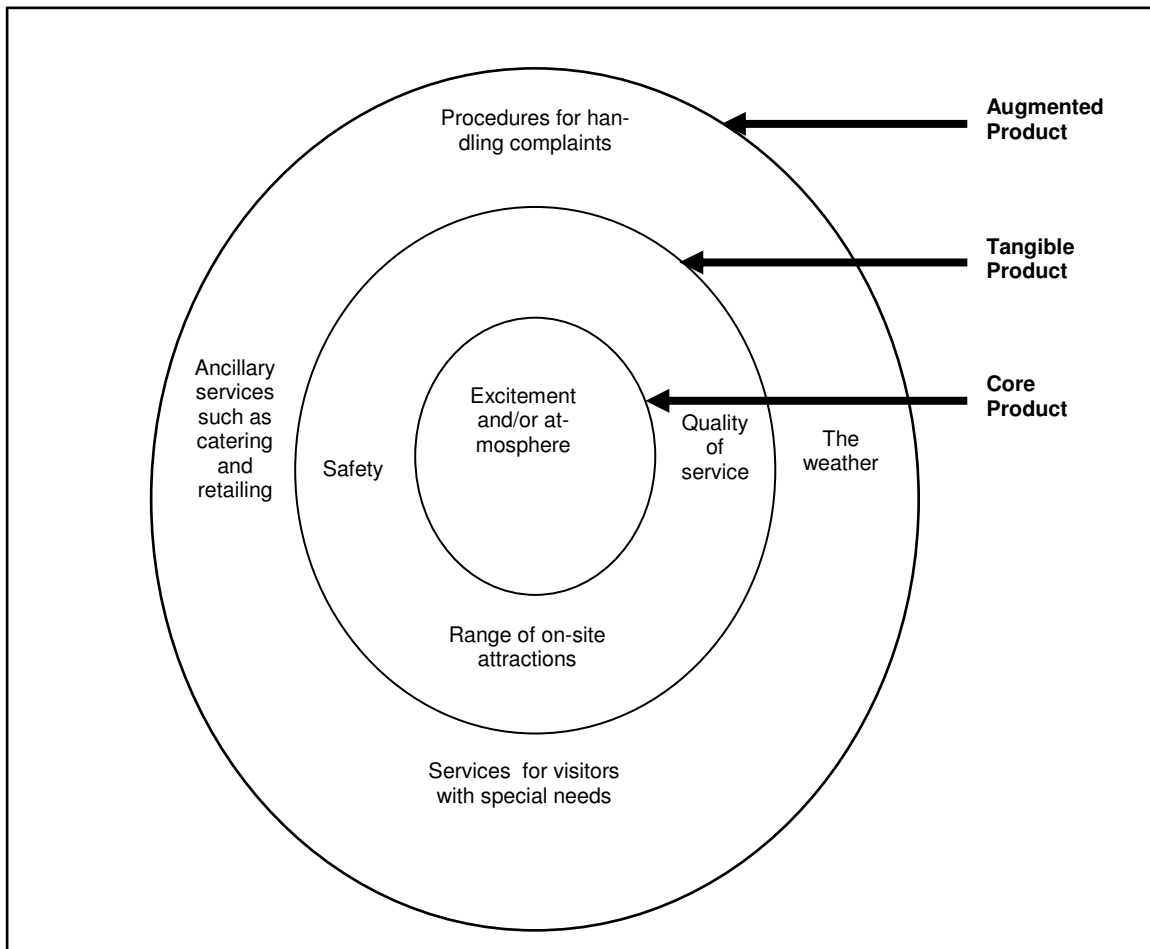 Procedures for han-
dling complaints
Augmented
Product
Tangible
Product
Ancillary
services
such as
catering
and
retailing
Safety
Excitement
and/or at-
mosphere
Quality
of
service
The
weather
Core
Product
Range of on-site
attractions
Services for visitors
with special needs